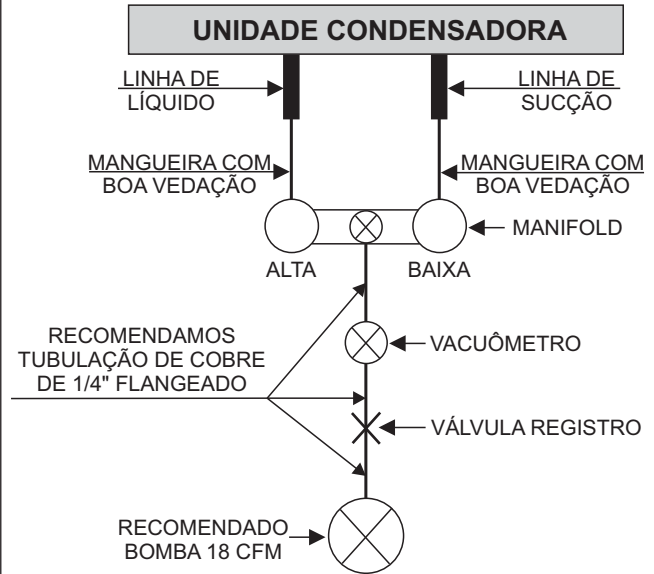 UNIDADE CONDENSADORA
LINHA DE
LÍQUIDO
LINHA DE
SUCÇÃO
MANGUEIRA COM
BOA VEDAÇÃO
MANGUEIRA COM
BOA VEDAÇÃO
MANIFOLD
ALTA
BAIXA
RECOMENDAMOS
TUBULAÇÃO DE COBRE
DE 1/4" FLANGEADO
VACUÔMETRO
VÁLVULA REGISTRO
RECOMENDADO
BOMBA 18 CFM